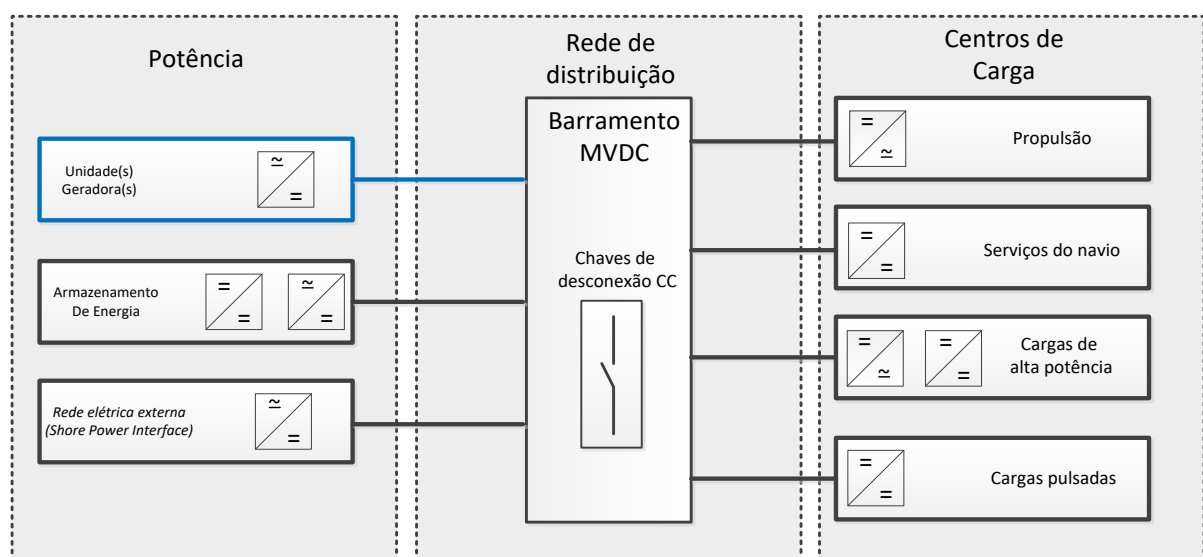 Potência
Unidade(s)
Geradora(s)
≃
=
Armazenamento
De Energia
=
=
≃
=
Rede elétrica externa
(Shore Power Interface)
≃
=
Rede de
distribuição
Barramento
MVDC
Chaves de
desconexão CC
Centros de
Carga
=
≃
Propulsão
=
=
Serviços do navio
=
≃
=
=
Cargas de
alta potência
=
=
Cargas pulsadas